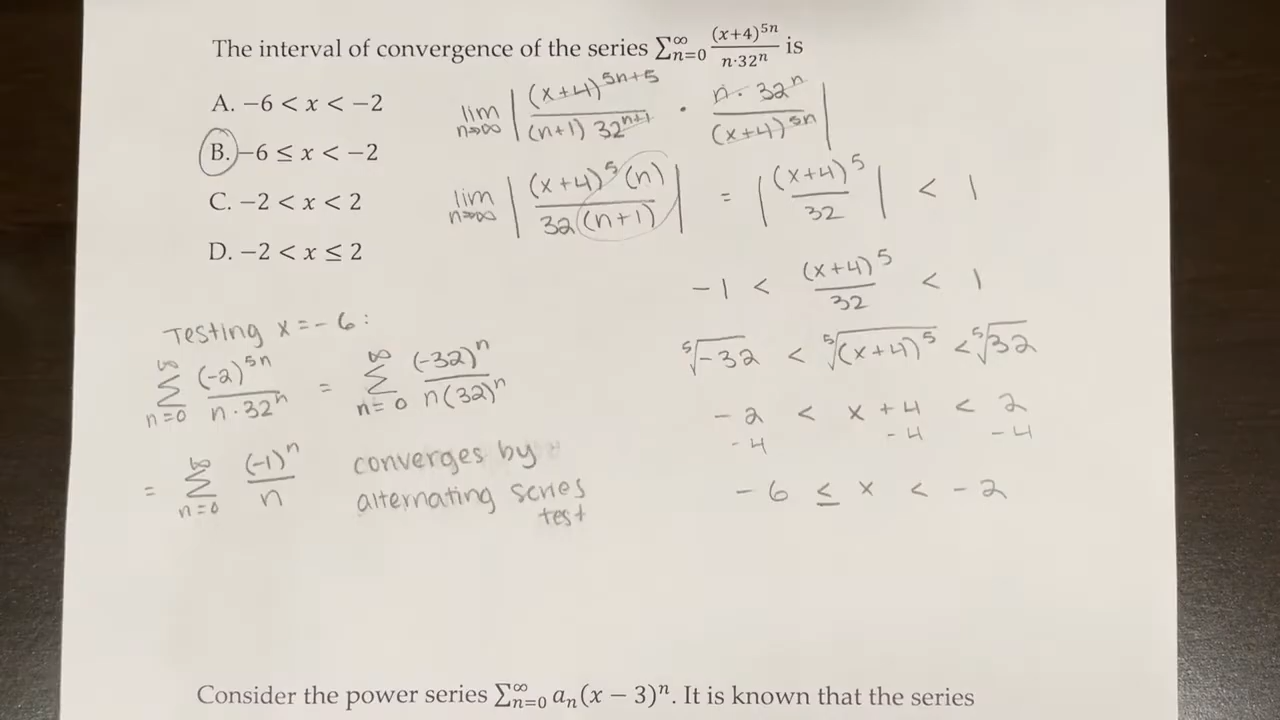 The interval of convergence of the series ∑_{n=0}^{∞} (x+4)^{5n} / (n·32^n) is
A. −6 < x < −2
B. −6 ≤ x < −2
C. −2 < x < 2
D. −2 < x ≤ 2
lim_{n→∞} | (x+4)^{5n+5} / ((n+1) 32^{n+1}) · (n · 32^n) / (x+4)^{5n} |
lim_{n→∞} | (x+4)^5 (n) / (32 (n+1)) | = | (x+4)^5 / 32 | < 1
-1 < (x+4)^5 / 32 < 1
⁵√-32 < ⁵√(x+4)^5 < ⁵√32
-2 < x+4 < 2
-4 -4 -4
-6 ≤ x < -2
Testing x=-6:
∑_{n=0}^{∞} (-2)^{5n} / (n·32^n) = ∑_{n=0}^{∞} (-32)^n / (n(32)^n)
= ∑_{n=0}^{∞} (-1)^n / n converges by
alternating series
test
Consider the power series ∑_{n=0}^{∞} a_n(x − 3)^n. It is known that the series